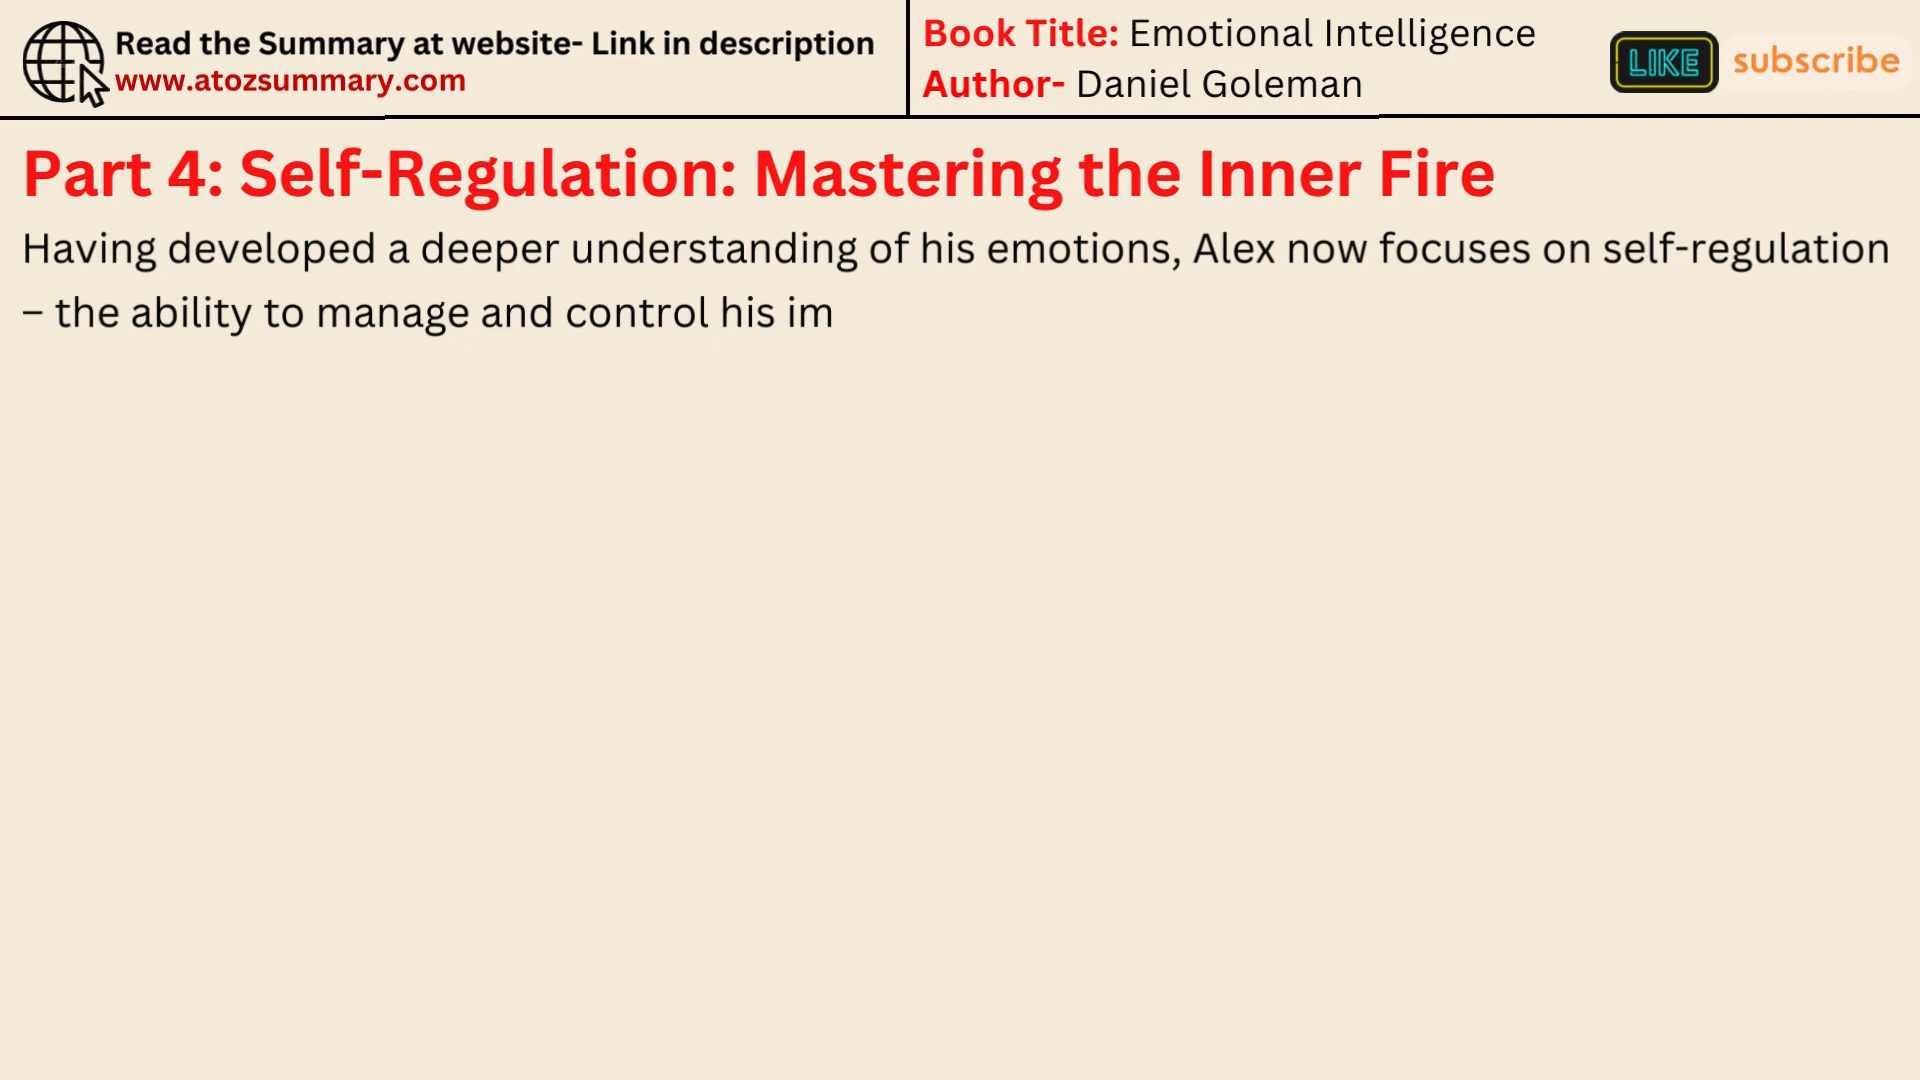 Read the Summary at website- Link in description
www.atozsummary.com
Book Title: Emotional Intelligence
Author- Daniel Goleman
LIKE
subscribe
Part 4: Self-Regulation: Mastering the Inner Fire
Having developed a deeper understanding of his emotions, Alex now focuses on self-regulation
– the ability to manage and control his im